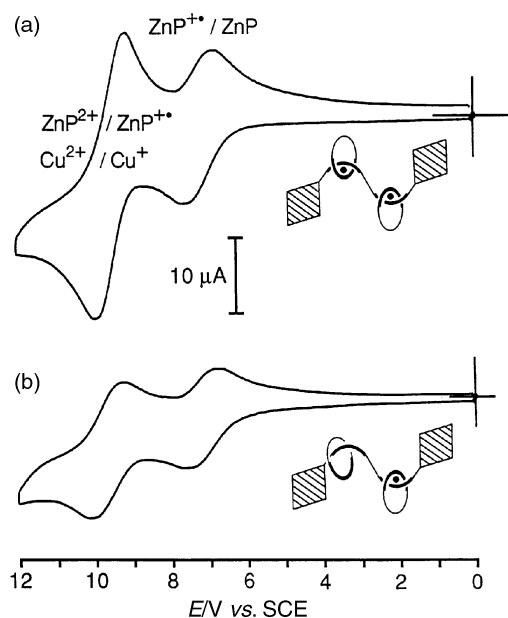 (a)
ZnP⁺• / ZnP
ZnP²⁺ / ZnP⁺•
Cu²⁺ / Cu⁺
10 μA
(b)
12 10 8 6 4 2 0
E/V vs. SCE